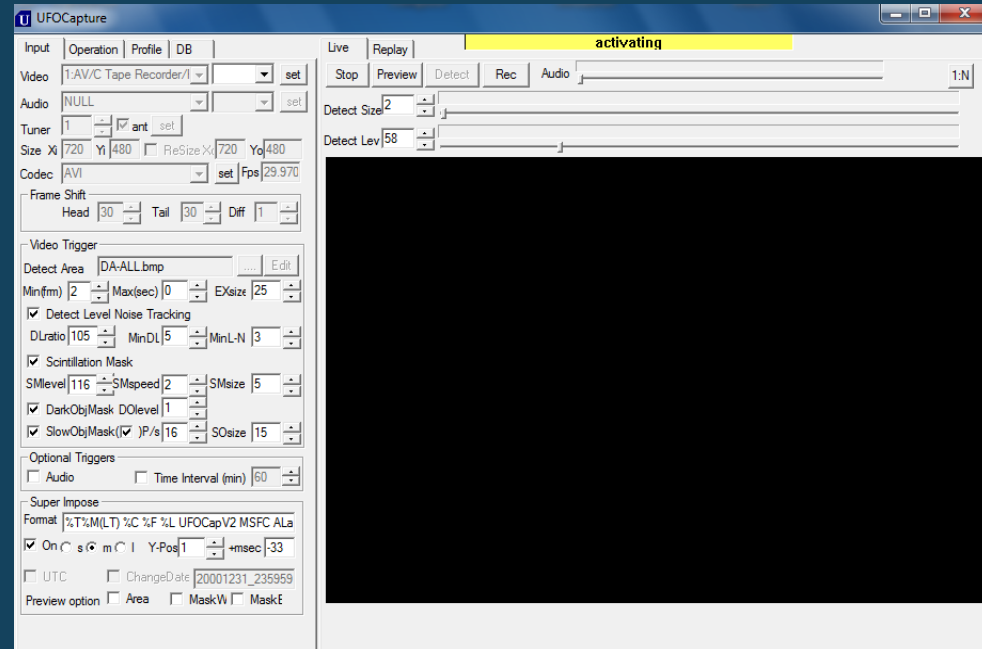 UFOCapture
Input Operation Profile DB
Video 1:AV/C Tape Recorder/I set
Audio NULL set
Tuner 1 ant set
Size Xi 720 Yi 480 ReSize Xo 720 Yo 480
Codec AVI set Fps 29.970
Frame Shift
Head 30 Tail 30 Diff 1
Video Trigger
Detect Area DA-ALL.bmp .... Edit
Min(frm) 2 Max(sec) 0 EXsize 25
Detect Level Noise Tracking
DLratio 105 MinDL 5 MinL-N 3
Scintillation Mask
SMlevel 116 SMspeed 2 SMsize 5
DarkObjMask DOlevel 1
SlowObjMask( )P/s 16 SOsize 15
Optional Triggers
Audio Time Interval (min) 60
Super Impose
Format %T%M(LT) %C %F %L UFOCapV2 MSFC ALa
On s m l Y-Pos 1 +msec -33
UTC ChangeDate 20001231_235959
Preview option Area MaskW MaskE
Live Replay activating
Stop Preview Detect Rec Audio 1:N
Detect Size 2
Detect Lev 58